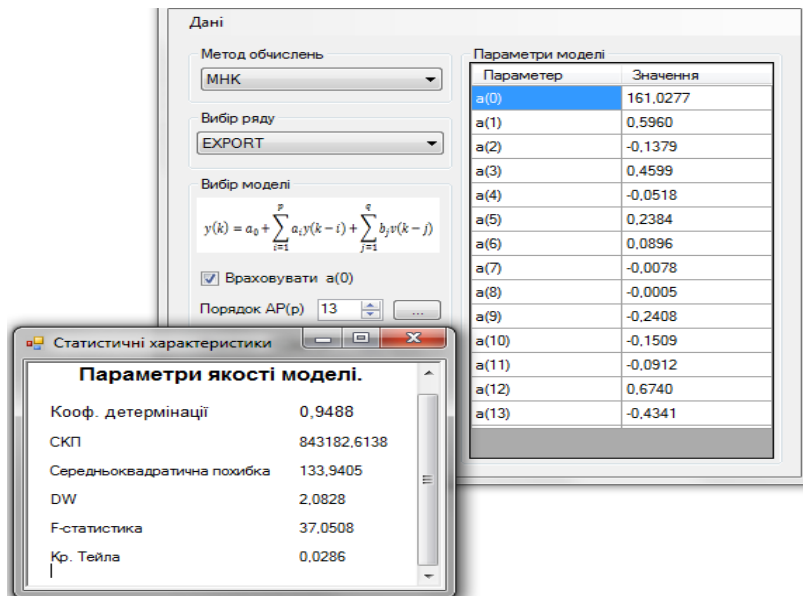 Дані
Метод обчислень
МНК
Вибір ряду
EXPORT
Вибір моделі
y(k) = a₀ + ∑ᵢ₌₁ᵖ aᵢy(k − i) + ∑ⱼ₌₁q bⱼv(k − j)
Враховувати а(0)
Порядок АР(р) 13 ...
Параметри моделі
Параметер Значення
a(0) 161,0277
a(1) 0,5960
a(2) -0,1379
a(3) 0,4599
a(4) -0,0518
a(5) 0,2384
a(6) 0,0896
a(7) -0,0078
a(8) -0,0005
a(9) -0,2408
a(10) -0,1509
a(11) -0,0912
a(12) 0,6740
a(13) -0,4341
Статистичні характеристики
Параметри якості моделі.
Кооф. детермінації 0,9488
СКП 843182,6138
Середньоквадратична похибка 133,9405
DW 2,0828
F-статистика 37,0508
Кр. Тейла 0,0286